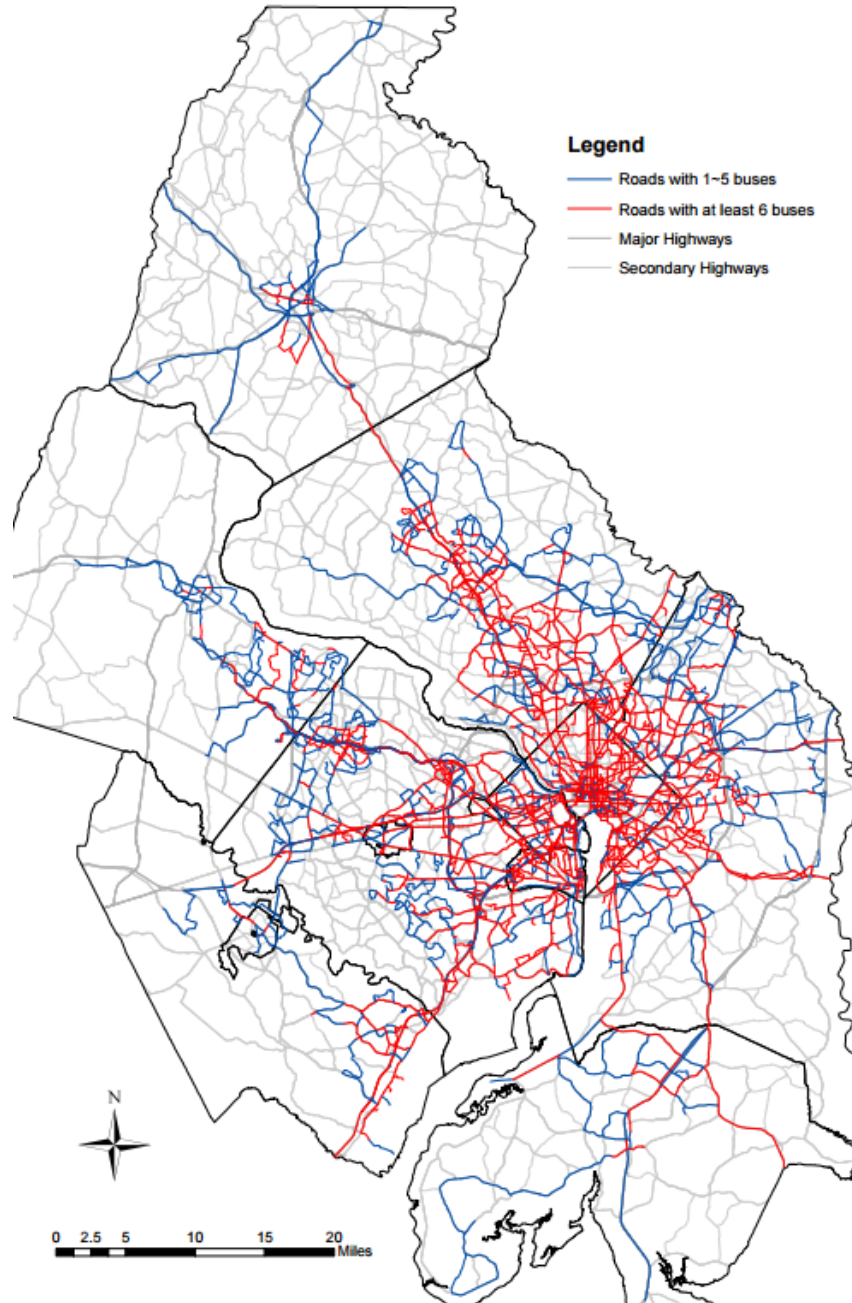 Legend
Roads with 1~5 buses
Roads with at least 6 buses
Major Highways
Secondary Highways
N
0 2.5 5 10 15 20
Miles